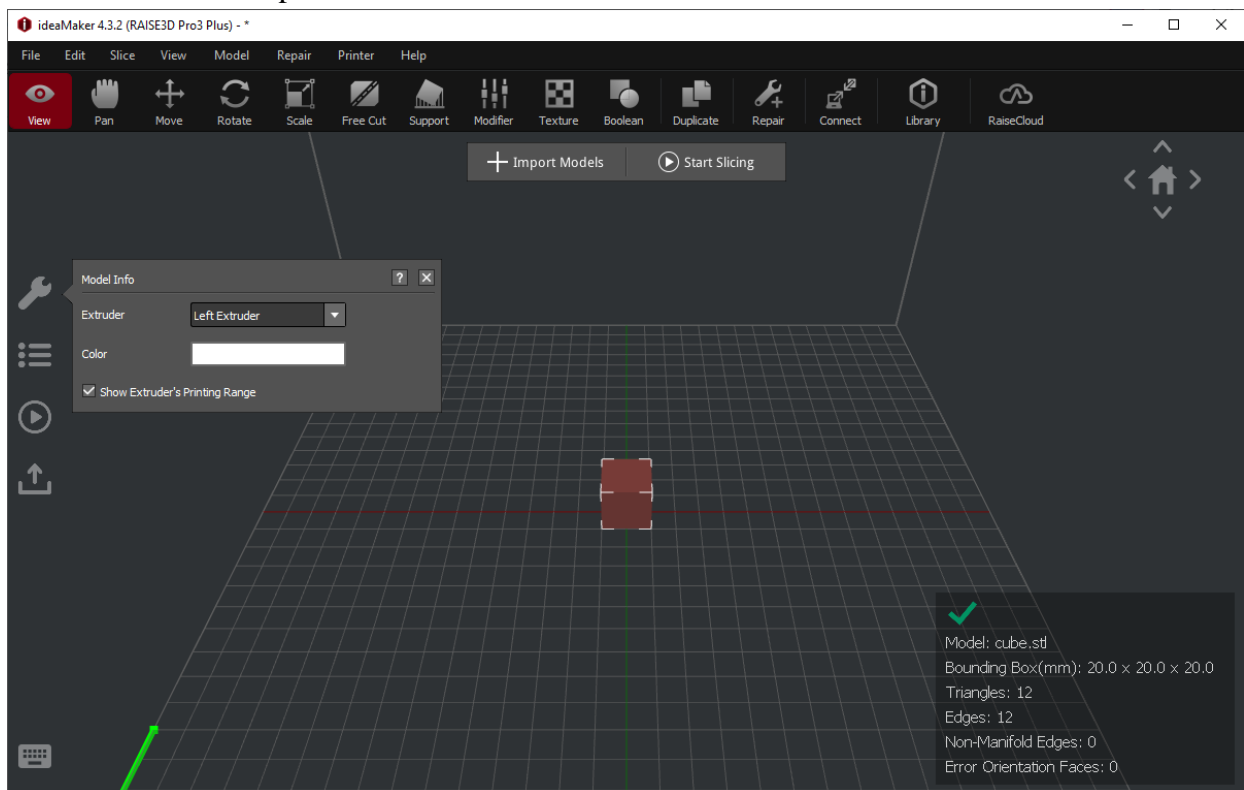 ideaMaker 4.3.2 (RAISE3D Pro3 Plus) - *
File Edit Slice View Model Repair Printer Help
View Pan Move Rotate Scale Free Cut Support Modifier Texture Boolean Duplicate Repair Connect Library RaiseCloud
Import Models Start Slicing
Model Info ?
Extruder Left Extruder
Color
Show Extruder's Printing Range
Model: cube.stl
Bounding Box(mm): 20.0 x 20.0 x 20.0
Triangles: 12
Edges: 12
Non-Manifold Edges: 0
Error Orientation Faces: 0